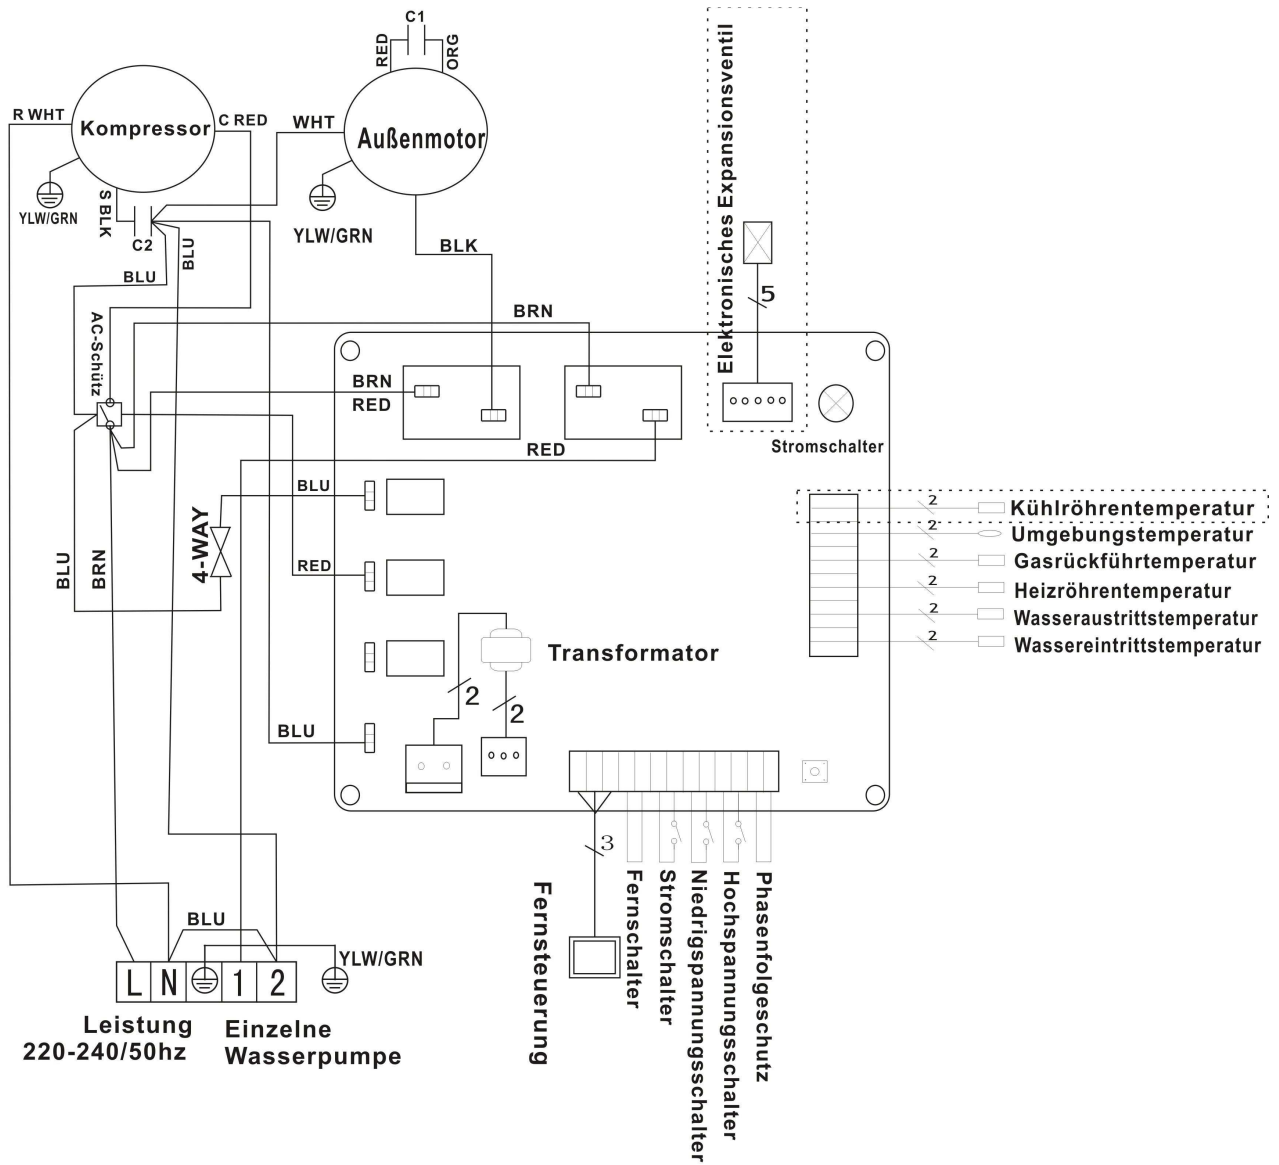 C1
RED
ORG
R WHT
Kompressor
C RED
WHT
Außenmotor
Elektronisches Expansionsventil
YLW/GRN
S BLK
C2
BLU
YLW/GRN
BLK
BLU
5
AC-Schütz
BRN
BRN
RED
RED
Stromschalter
BLU
4-WAY
BLU
BRN
RED
2
Kühlröhrentemperatur
2
Umgebungstemperatur
2
Gasrückführtemperatur
2
Heizröhrentemperatur
2
Wasseraustrittstemperatur
2
Wassereintrittstemperatur
Transformator
2
2
BLU
3
Fernsteuerung
Fernschalter
Stromschalter
Niedrigspannungsschalter
Hochspannungsschalter
Phasenfolgeschutz
BLU
YLW/GRN
L N 1 2
Leistung
220-240/50hz
Einzelne
Wasserpumpe